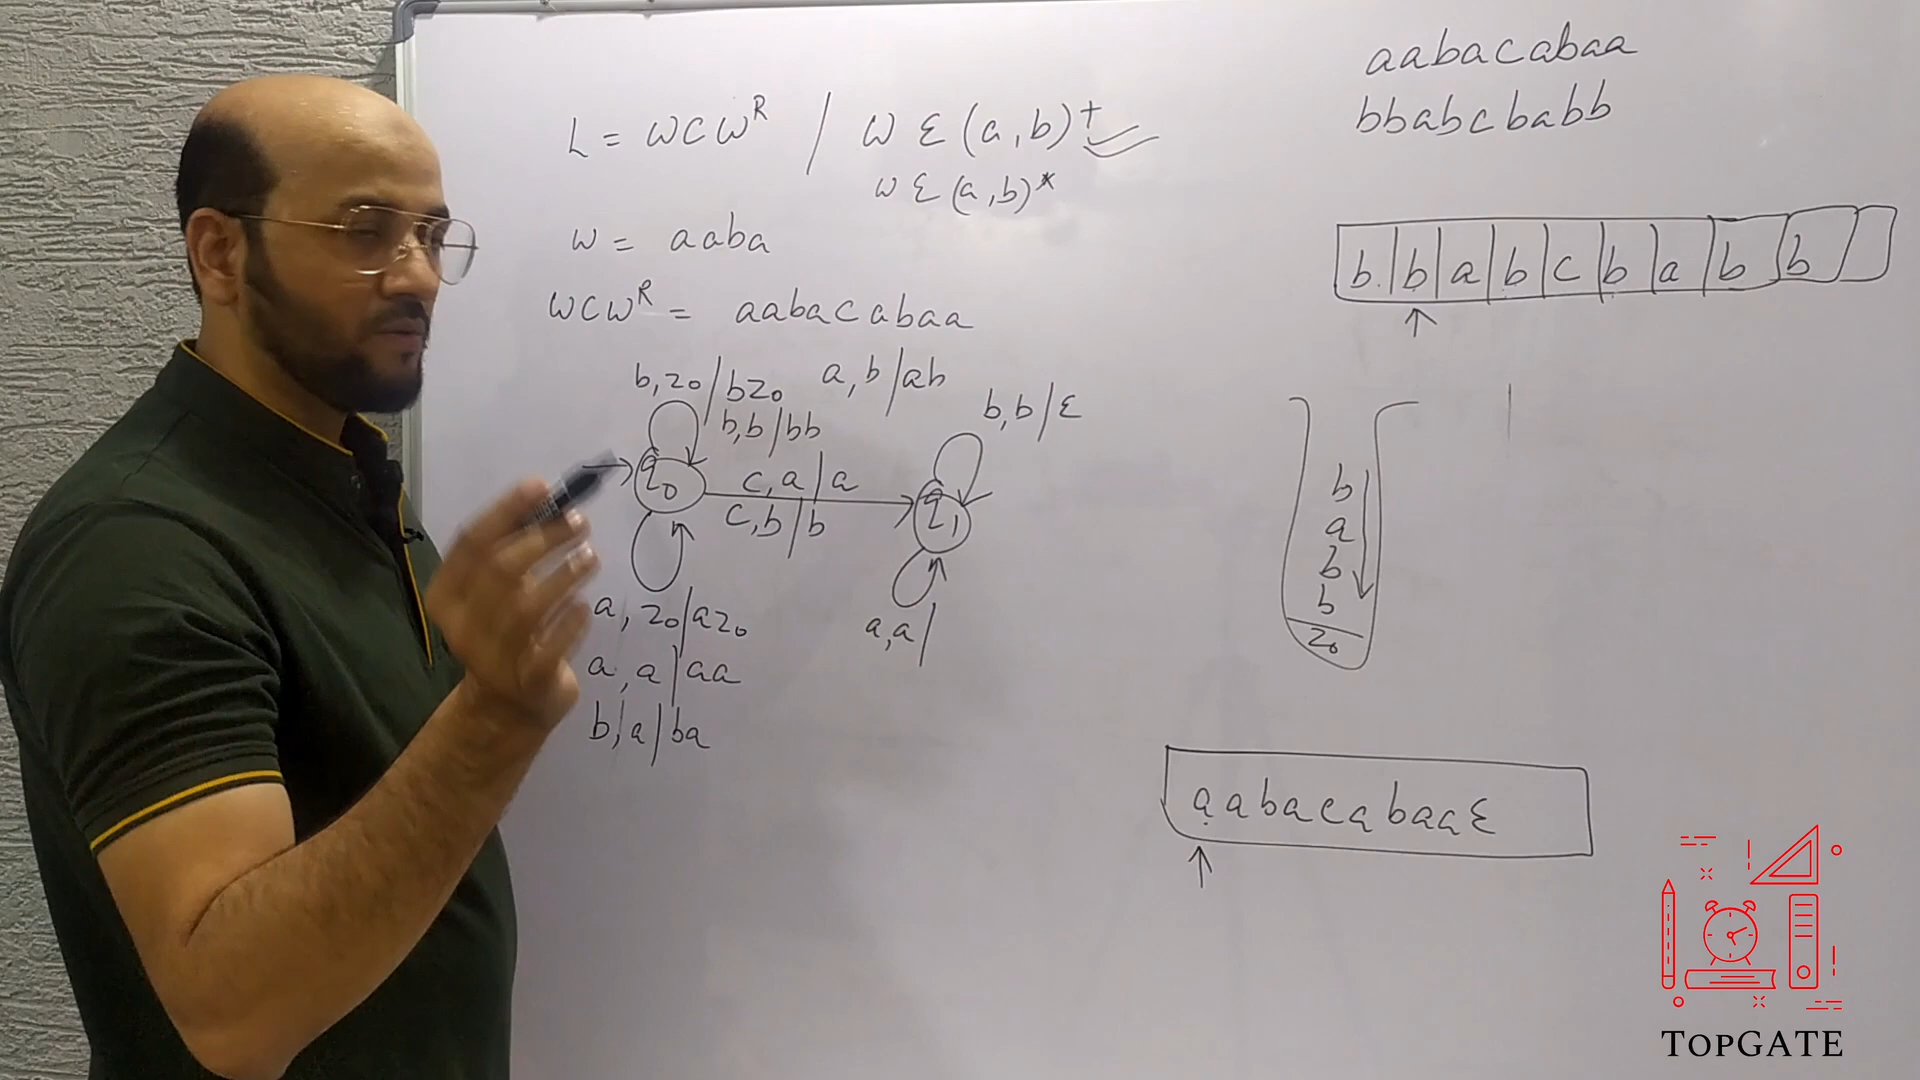 L = wcw^R / w ε (a,b)^+
w ε (a,b)*
w = aaba
wcw^R = aabacabaa
b,z₀/bz₀ a,b/ab
b,b/bb
b,b/ε
q₀ c,a/a q₁
c,b/b
a,z₀/az₀ a,a/
a,a/aa
b,a/ba
aabacabaa
bbabcbabb
b b a b c b a b b
b
a
b
b
z₀
aabacabaaε
TOPGATE